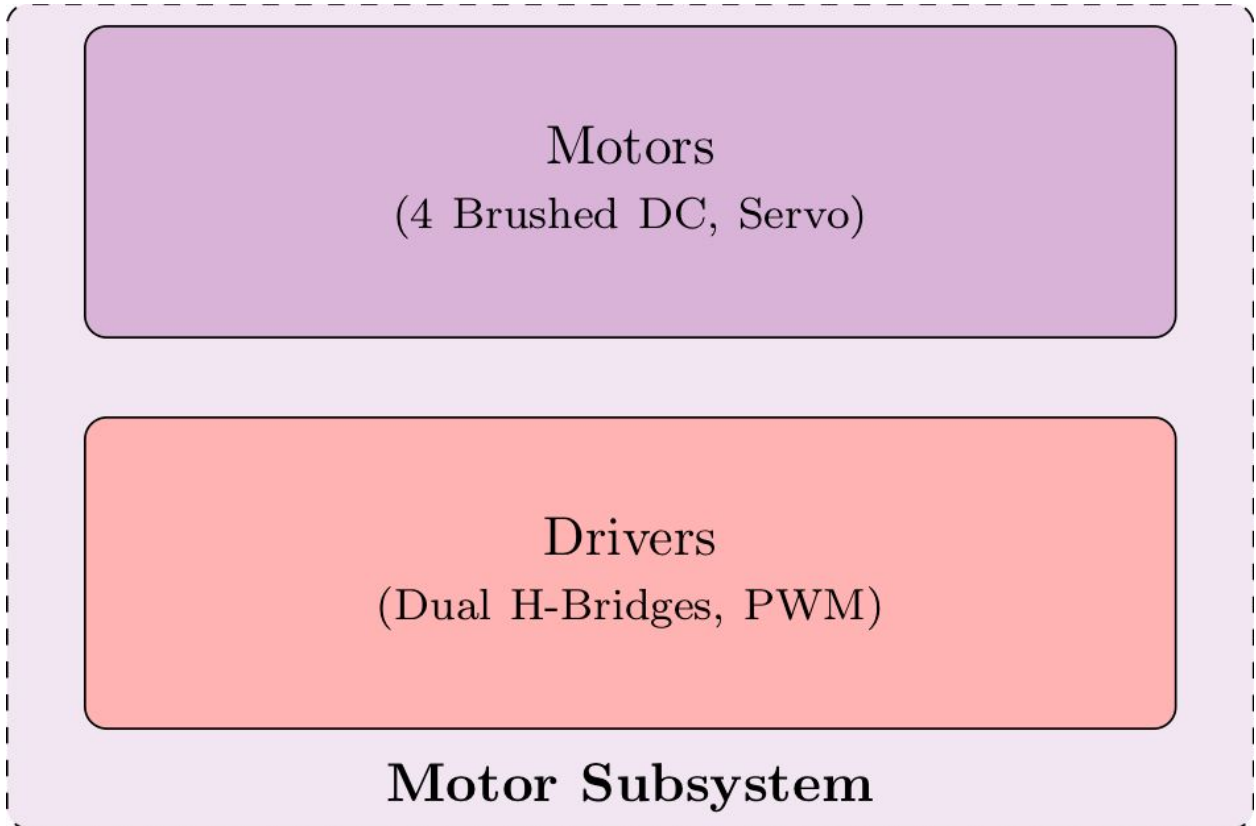 Motors
(4 Brushed DC, Servo)
Drivers
(Dual H-Bridges, PWM)
Motor Subsystem